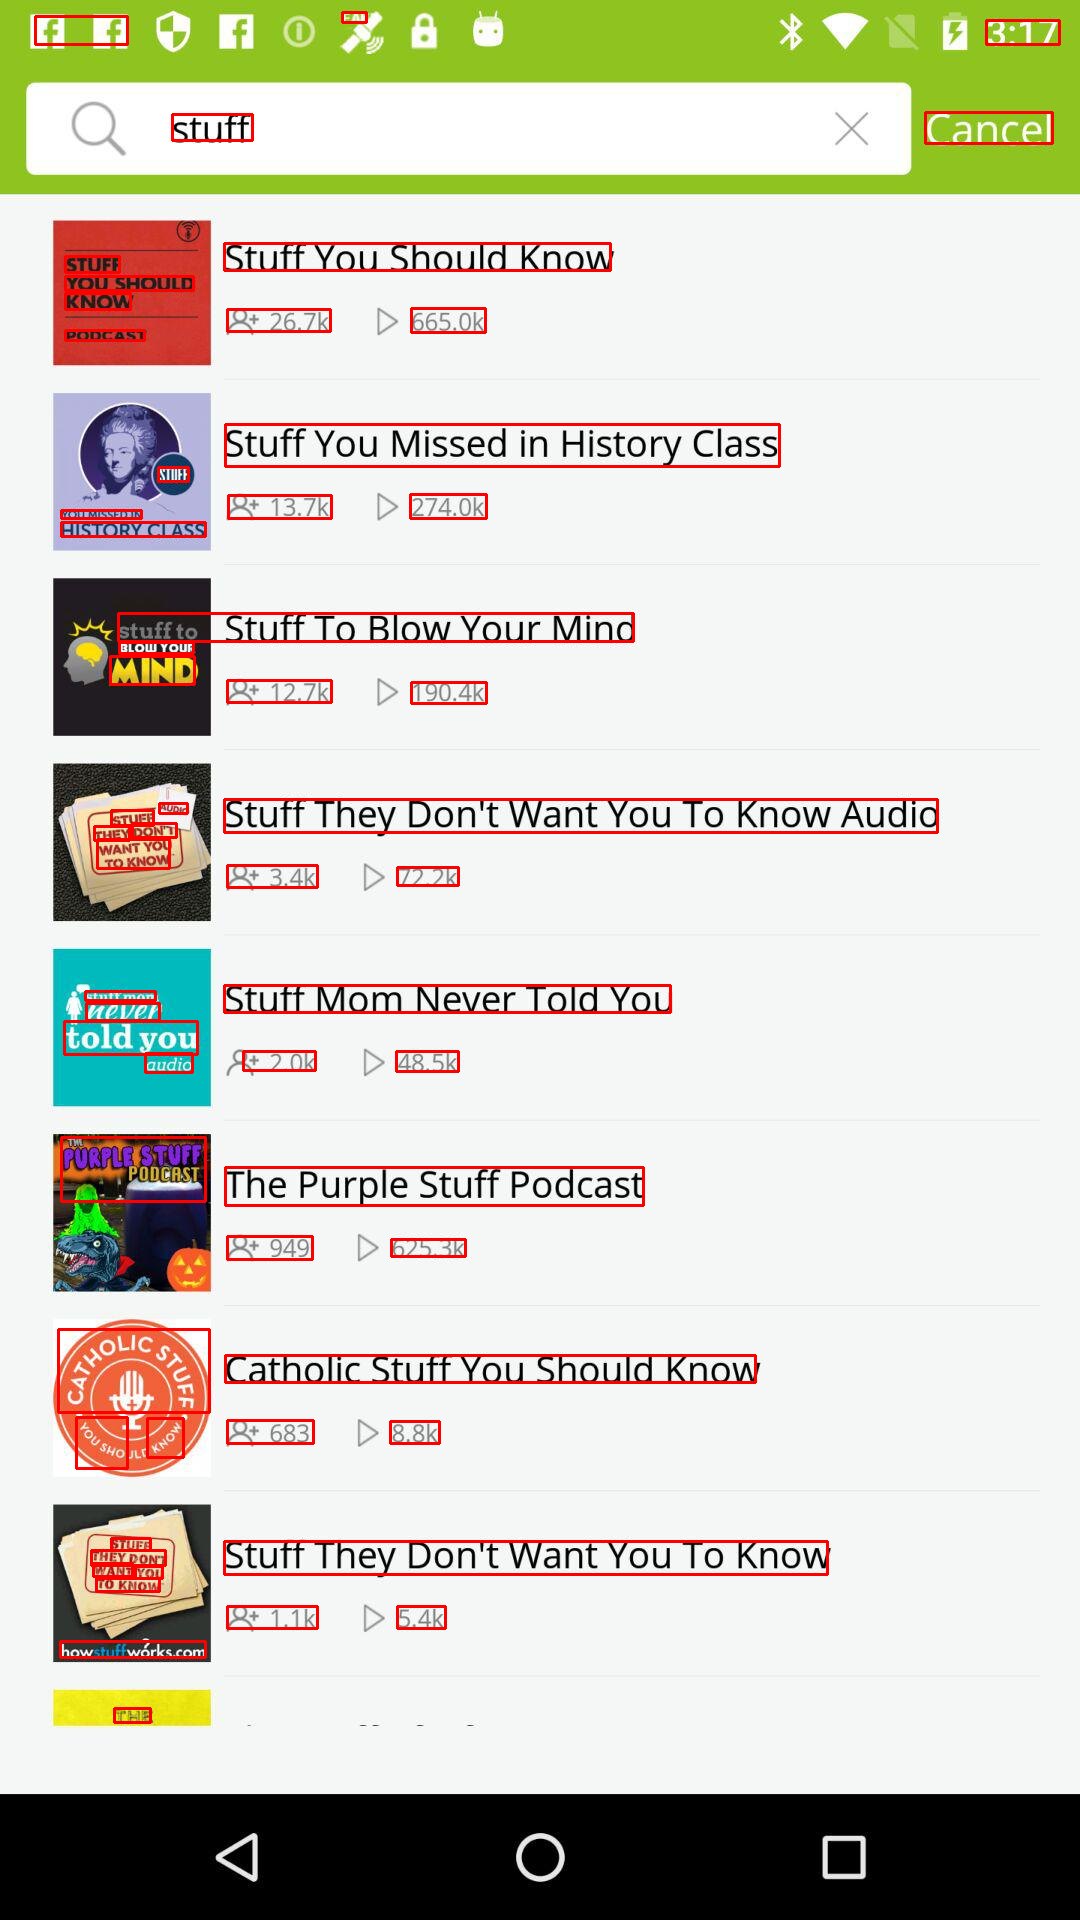 3:17
stuff
Cancel
STUFF
YOU SHOULD
KNOW
PODCAST
Stuff You Should Know
26.7k
665.0k
STUFF
YOU MISSED IN
HISTORY CLASS
Stuff You Missed in History Class
13.7k
274.0k
stuff to
BLOW YOUR
MIND
Stuff To Blow Your Mind
12.7k
190.4k
AUDIO
STUFF
THEY DON'T
WANT YOU
TO KNOW
Stuff They Don't Want You To Know Audio
3.4k
72.2k
stuff mom
never
told you
audio
Stuff Mom Never Told You
2.0k
48.5k
THE
PURPLE STUFF
PODCAST
The Purple Stuff Podcast
949
625.3k
CATHOLIC STUFF
YOU SHOULD KNOW
Catholic Stuff You Should Know
683
8.8k
STUFF
THEY DON'T
WANT YOU
TO KNOW
howstuffworks.com
Stuff They Don't Want You To Know
1.1k
5.4k
THE